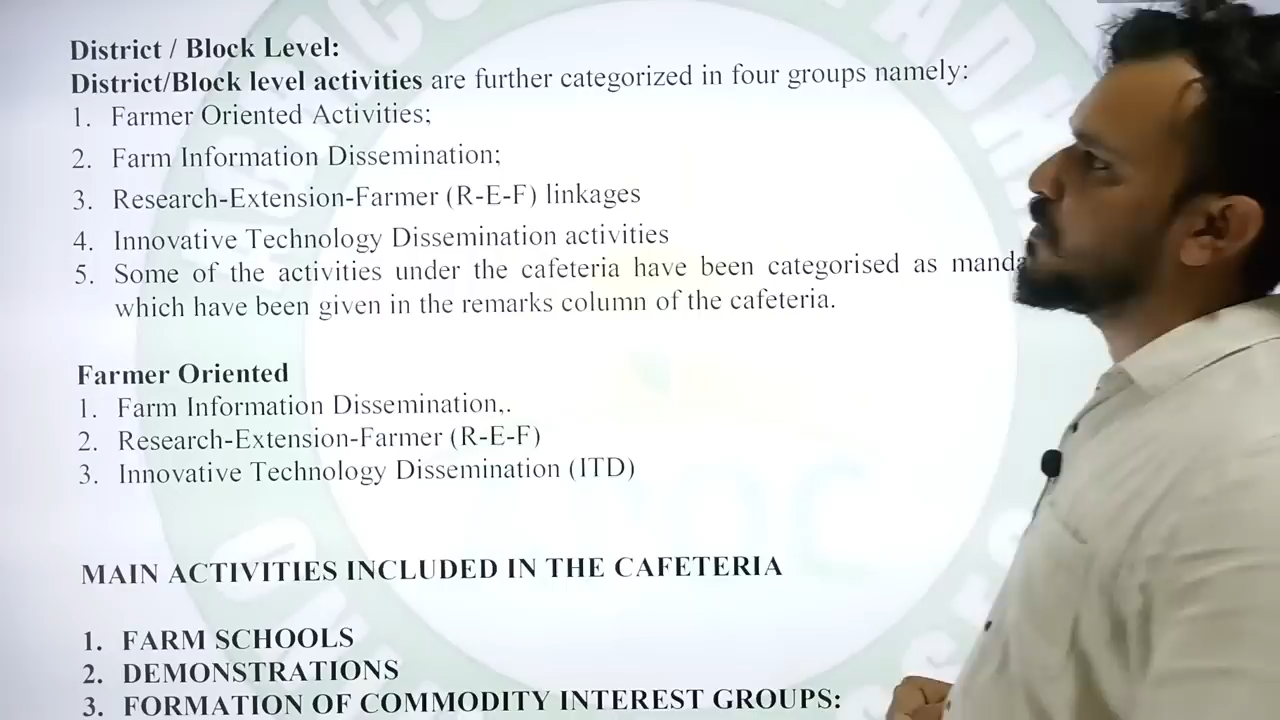 District / Block Level:
District/Block level activities are further categorized in four groups namely:
1. Farmer Oriented Activities;
2. Farm Information Dissemination;
3. Research-Extension-Farmer (R-E-F) linkages
4. Innovative Technology Dissemination activities
5. Some of the activities under the cafeteria have been categorised as
which have been given in the remarks column of the cafeteria.
Farmer Oriented
1. Farm Information Dissemination,.
2. Research-Extension-Farmer (R-E-F)
3. Innovative Technology Dissemination (ITD)
MAIN ACTIVITIES INCLUDED IN THE CAFETERIA
1. FARM SCHOOLS
2. DEMONSTRATIONS
3. FORMATION OF COMMODITY INTEREST GROUPS: